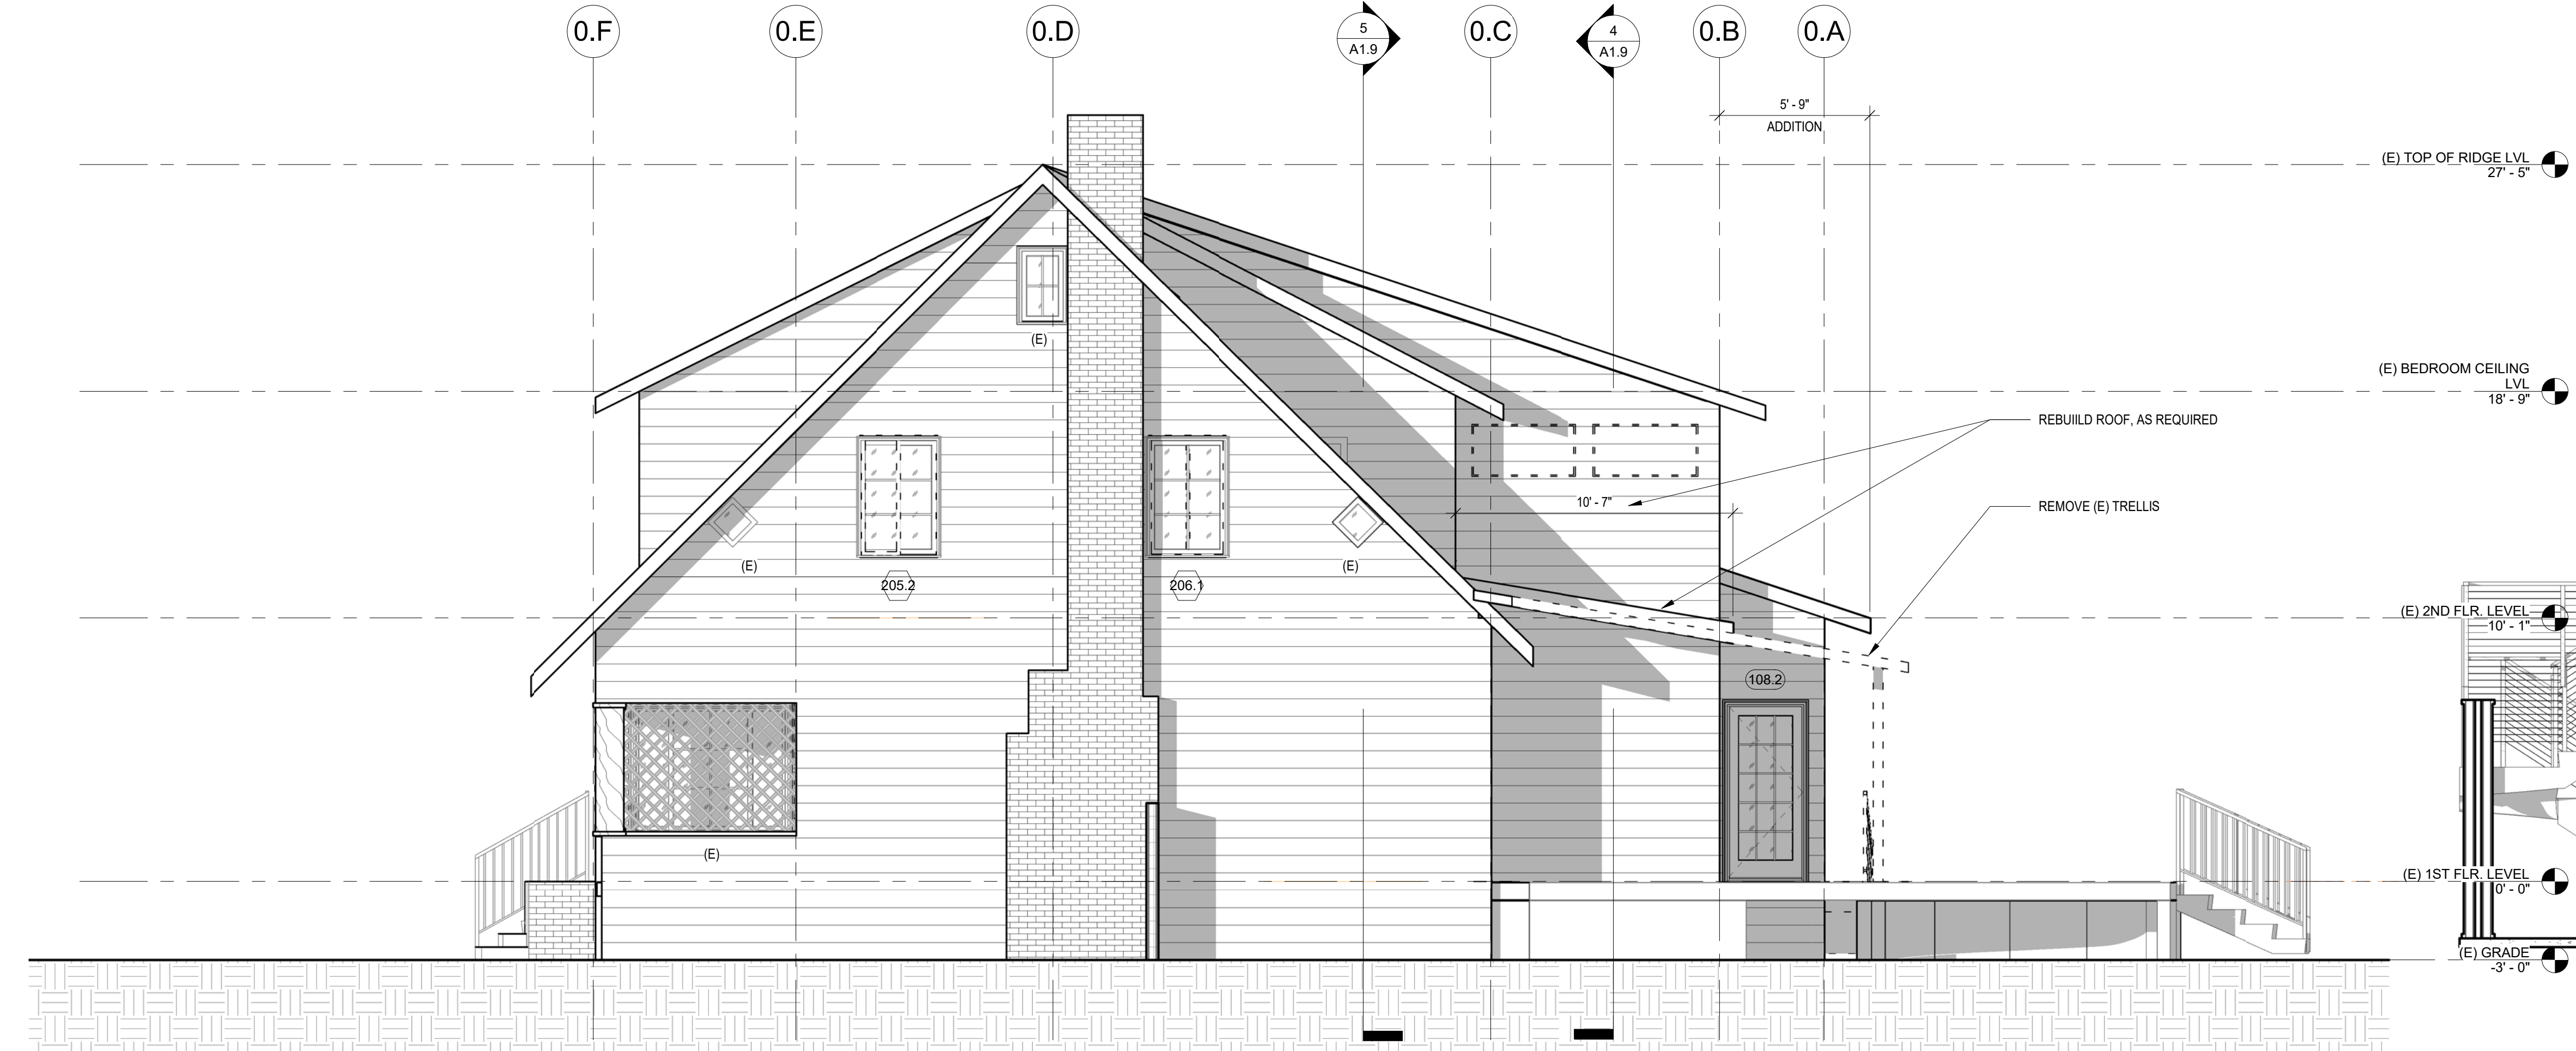 0.F
0.E
0.D
5
A1.9
0.C
4
A1.9
0.B
0.A
5' - 9"
ADDITION
(E) TOP OF RIDGE LVL
27' - 5"
(E)
(E) BEDROOM CEILING
LVL
18' - 9"
REBUIILD ROOF, AS REQUIRED
10' - 7"
REMOVE (E) TRELLIS
(E)
(E)
205.2
206.1
(E) 2ND FLR. LEVEL
10' - 1"
108.2
(E)
(E) 1ST FLR. LEVEL
0' - 0"
(E) GRADE
-3' - 0"